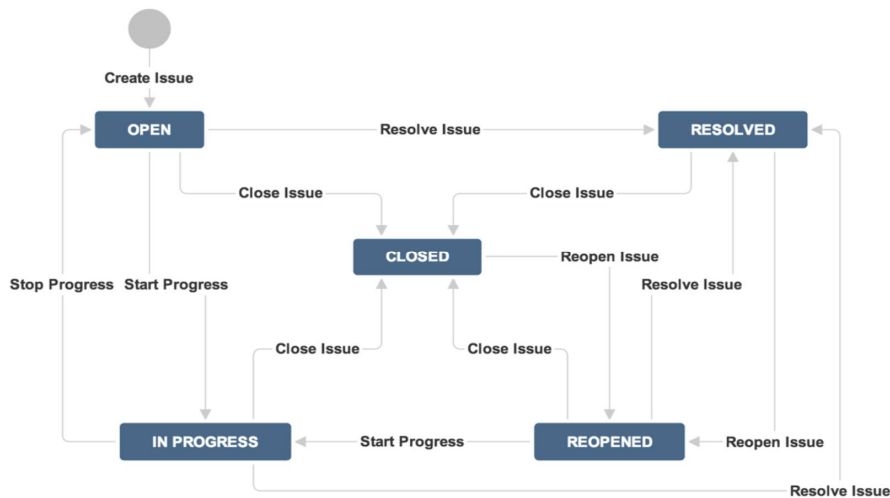 Create Issue
OPEN
Resolve Issue
RESOLVED
Close Issue
Close Issue
CLOSED
Reopen Issue
Stop Progress
Start Progress
Resolve Issue
Close Issue
Close Issue
IN PROGRESS
Start Progress
REOPENED
Reopen Issue
Resolve Issue